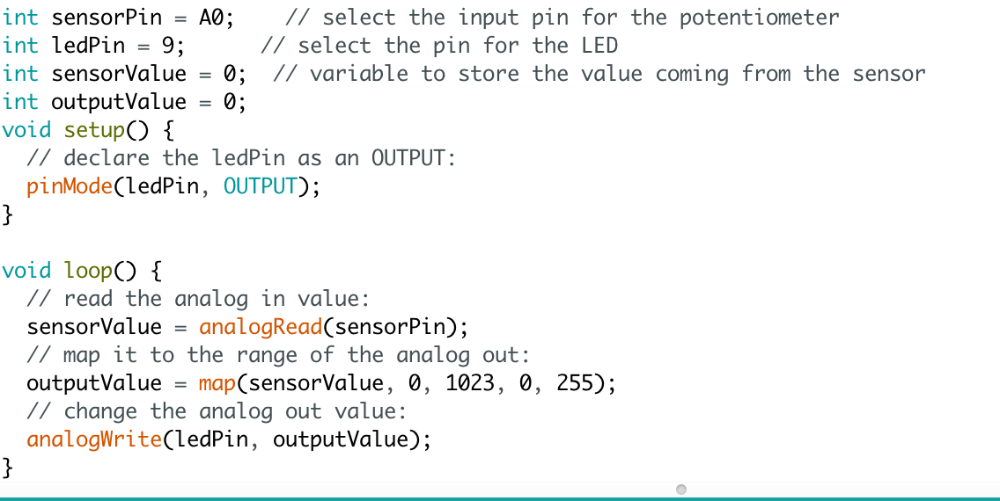 int sensorPin = A0;    // select the input pin for the potentiometer
int ledPin = 9;      // select the pin for the LED
int sensorValue = 0;  // variable to store the value coming from the sensor
int outputValue = 0;
void setup() {
  // declare the ledPin as an OUTPUT:
  pinMode(ledPin, OUTPUT);
}

void loop() {
  // read the analog in value:
  sensorValue = analogRead(sensorPin);
  // map it to the range of the analog out:
  outputValue = map(sensorValue, 0, 1023, 0, 255);
  // change the analog out value:
  analogWrite(ledPin, outputValue);
}